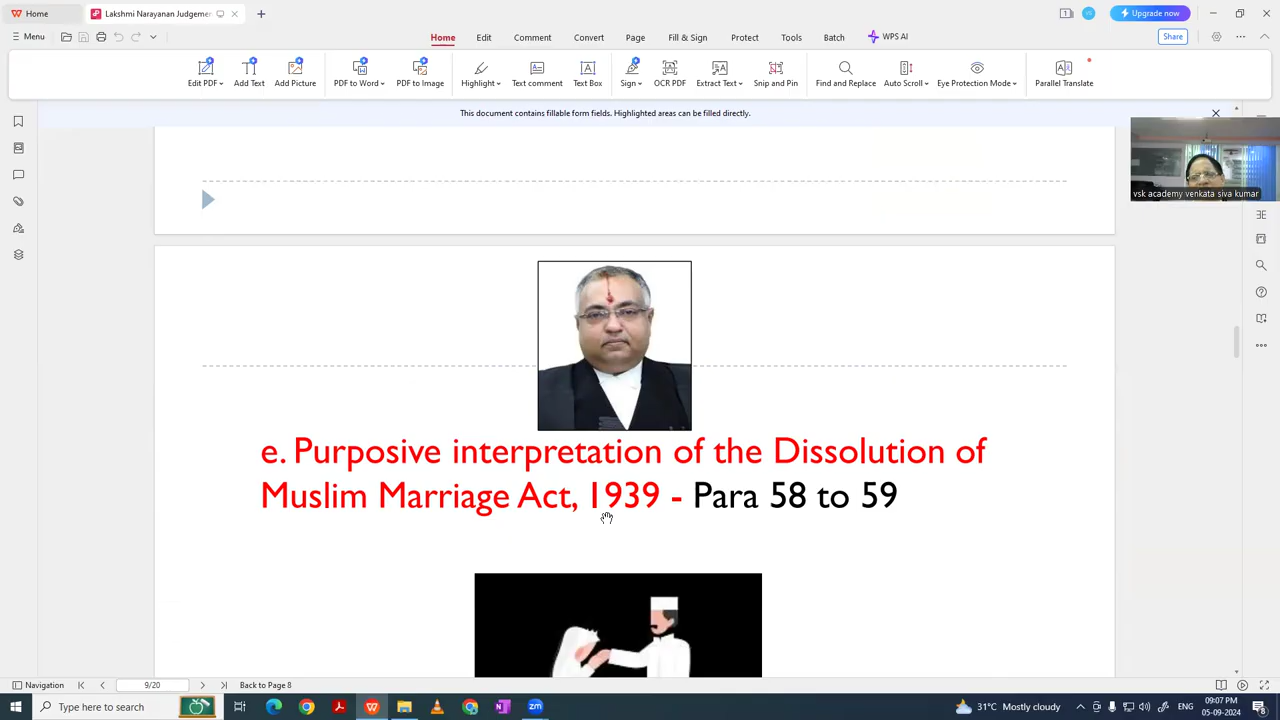 Home
Lakshmi Narayanan Judgemen
Upgrade now
Menu
Home Edit Comment Convert Page Fill & Sign Protect Tools Batch WPS AI
Share
Edit PDF Add Text Add Picture PDF to Word PDF to Image Highlight Text comment Text Box Sign OCR PDF Extract Text Snip and Pin Find and Replace Auto Scroll Eye Protection Mode Parallel Translate
This document contains fillable form fields. Highlighted areas can be filled directly.
vsk academy venkata siva kumar
e. Purposive interpretation of the Dissolution of
Muslim Marriage Act, 1939 - Para 58 to 59
Navigation 9/20 Back to Page 8
Type here to search
31°C Mostly cloudy ENG
09:07
05-09-2024